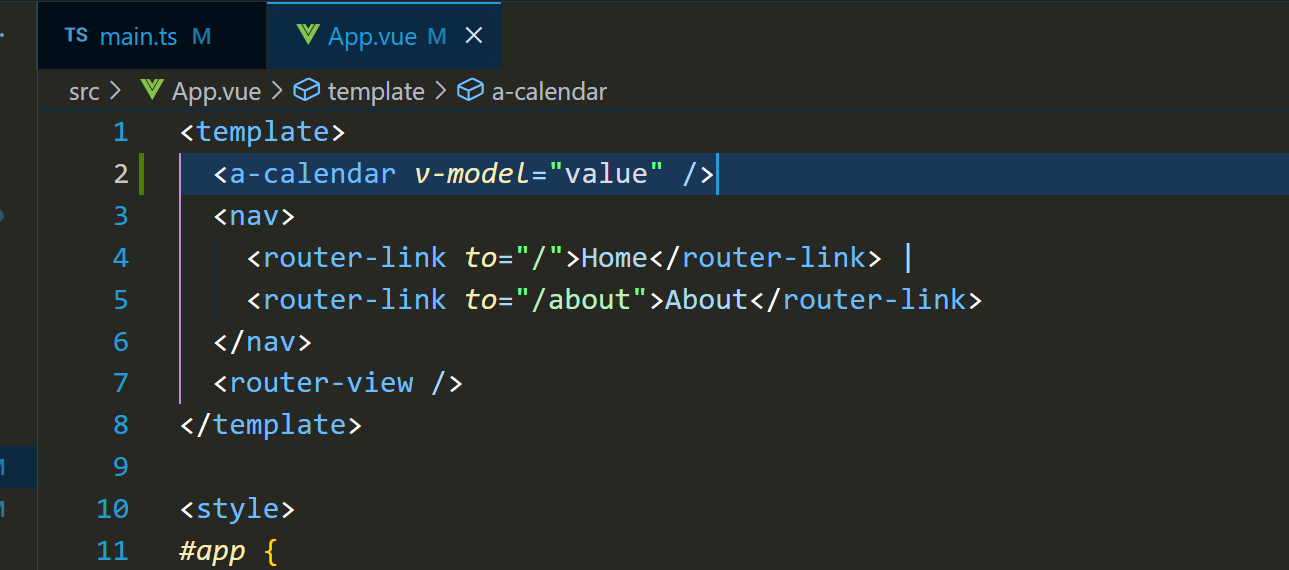 TS main.ts M App.vue M ×
src > App.vue > template > a-calendar
1 <template>
2 <a-calendar v-model="value" />
3 <nav>
4 <router-link to="/">Home</router-link> |
5 <router-link to="/about">About</router-link>
6 </nav>
7 <router-view />
8 </template>
9
10 <style>
11 #app {